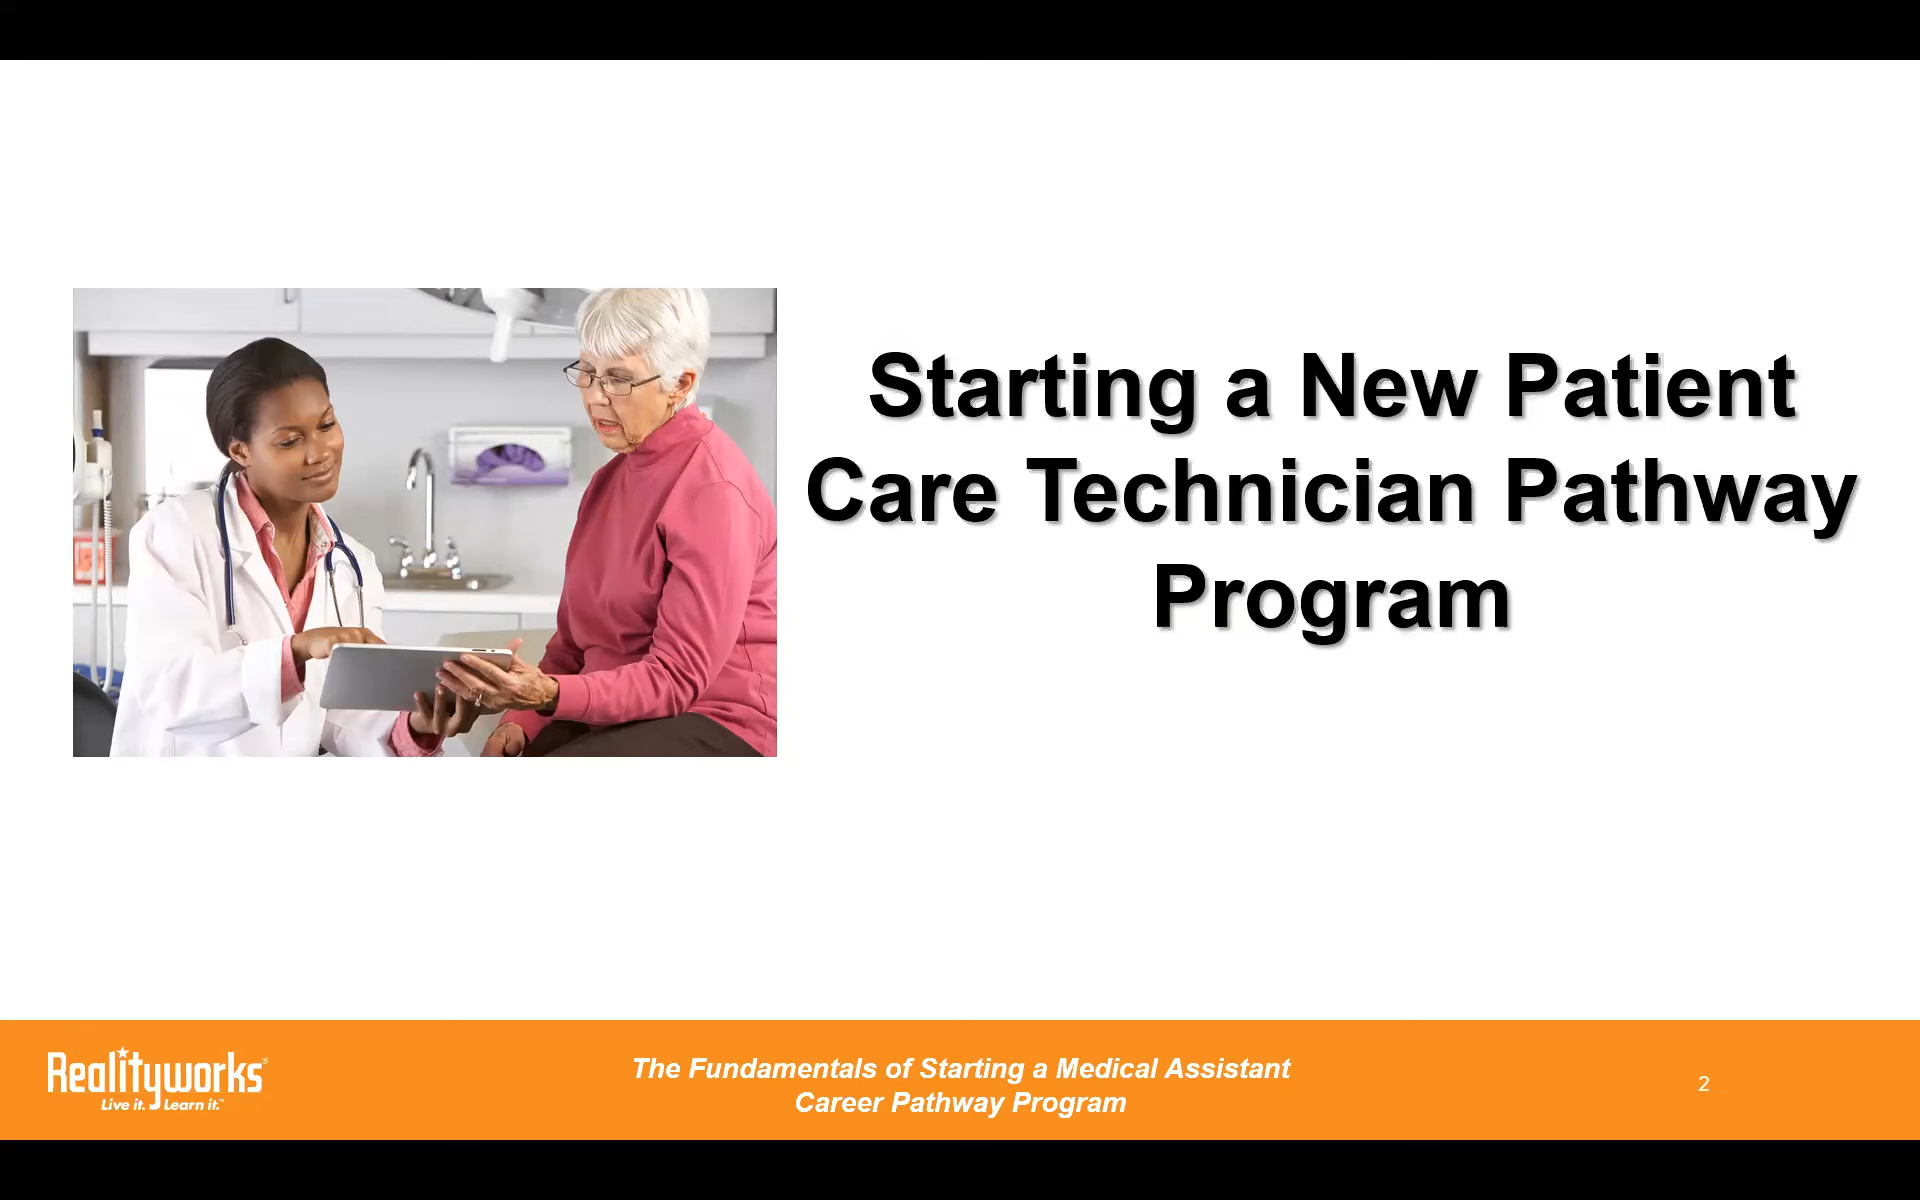 Starting a New Patient
Care Technician Pathway
Program
Realityworks®
Live it. Learn it.™
The Fundamentals of Starting a Medical Assistant
Career Pathway Program
2